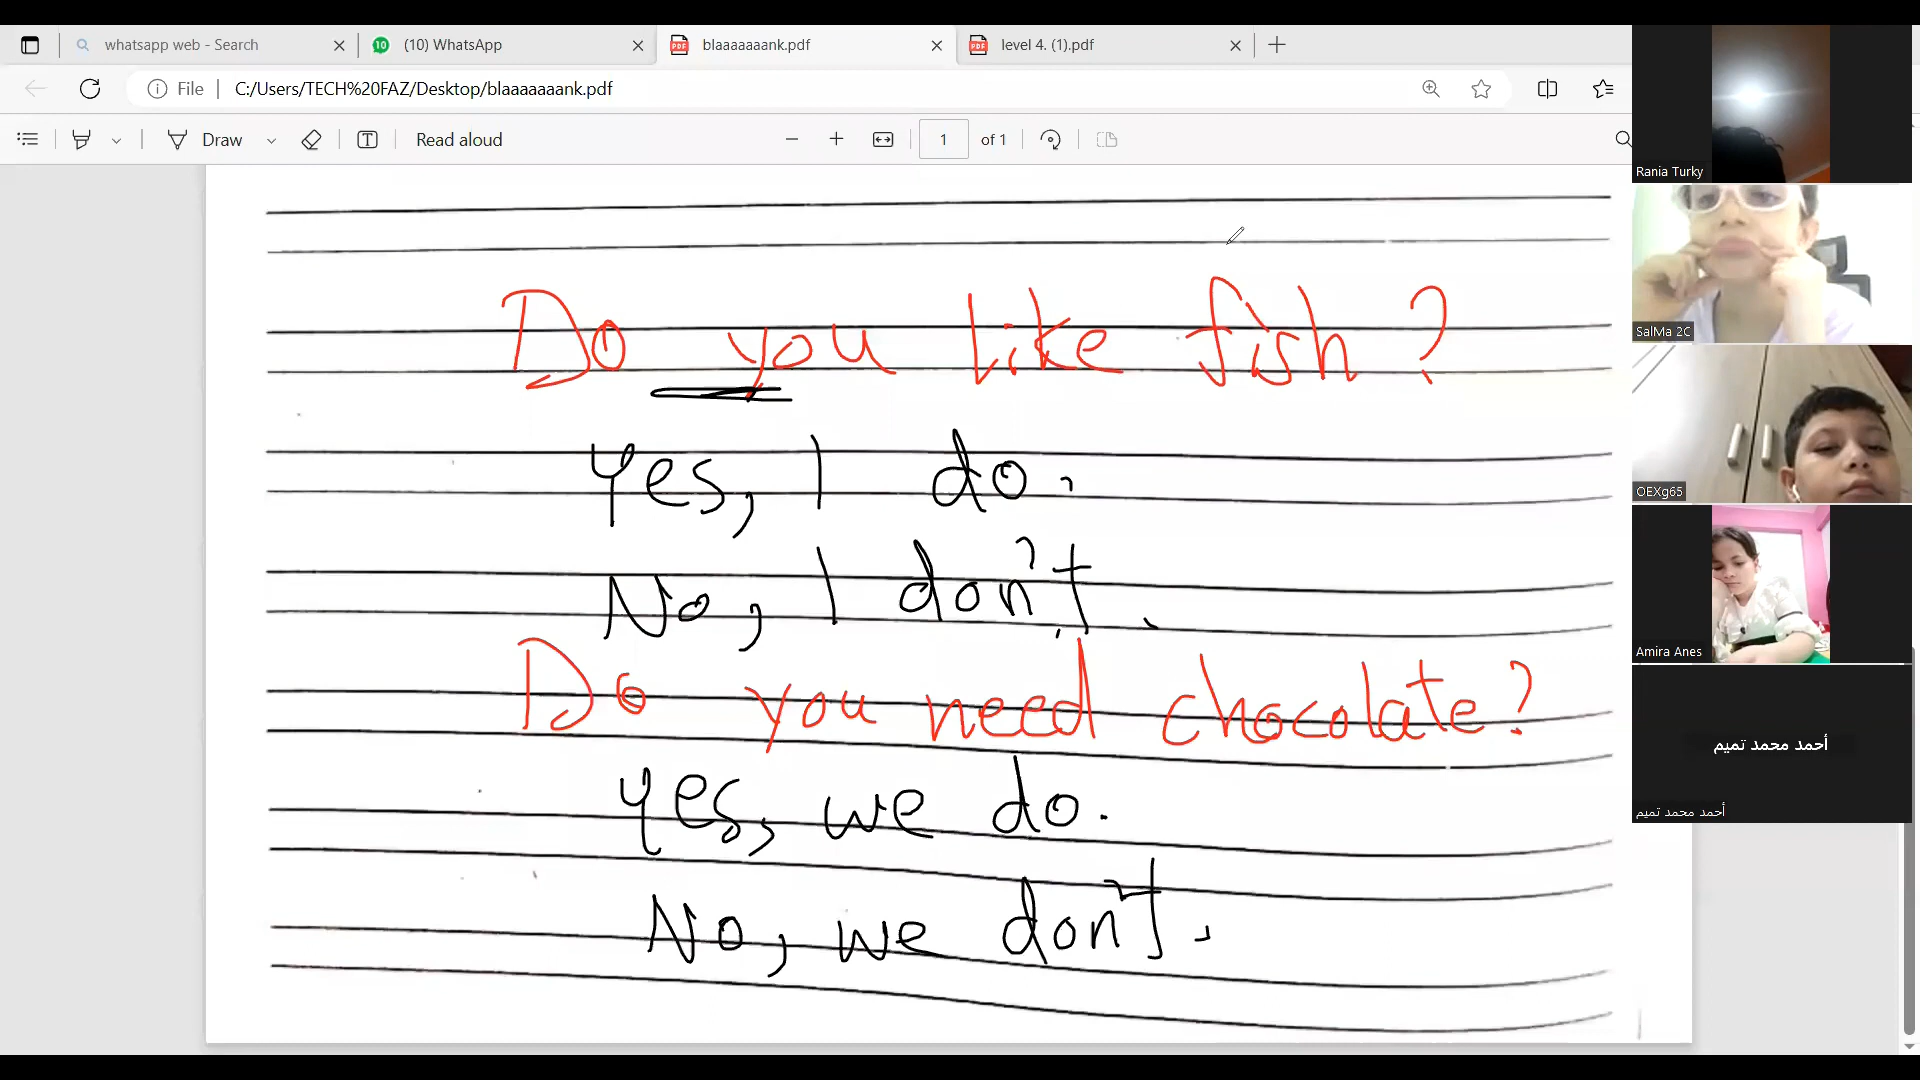 whatsapp web - Search
(10) WhatsApp
blaaaaaaank.pdf
level 4. (1).pdf
File
C:/Users/TECH%20FAZ/Desktop/blaaaaaaank.pdf
Draw
Read aloud
1 of 1
Do you like fish?
Yes, I do.
No, I don't.
Do you need chocolate?
Yes, we do.
No, we don't.
Rania Turky
SalMa 2C
OEXg65
Amira Anes
أحمد محمد تميم
أحمد محمد تميم